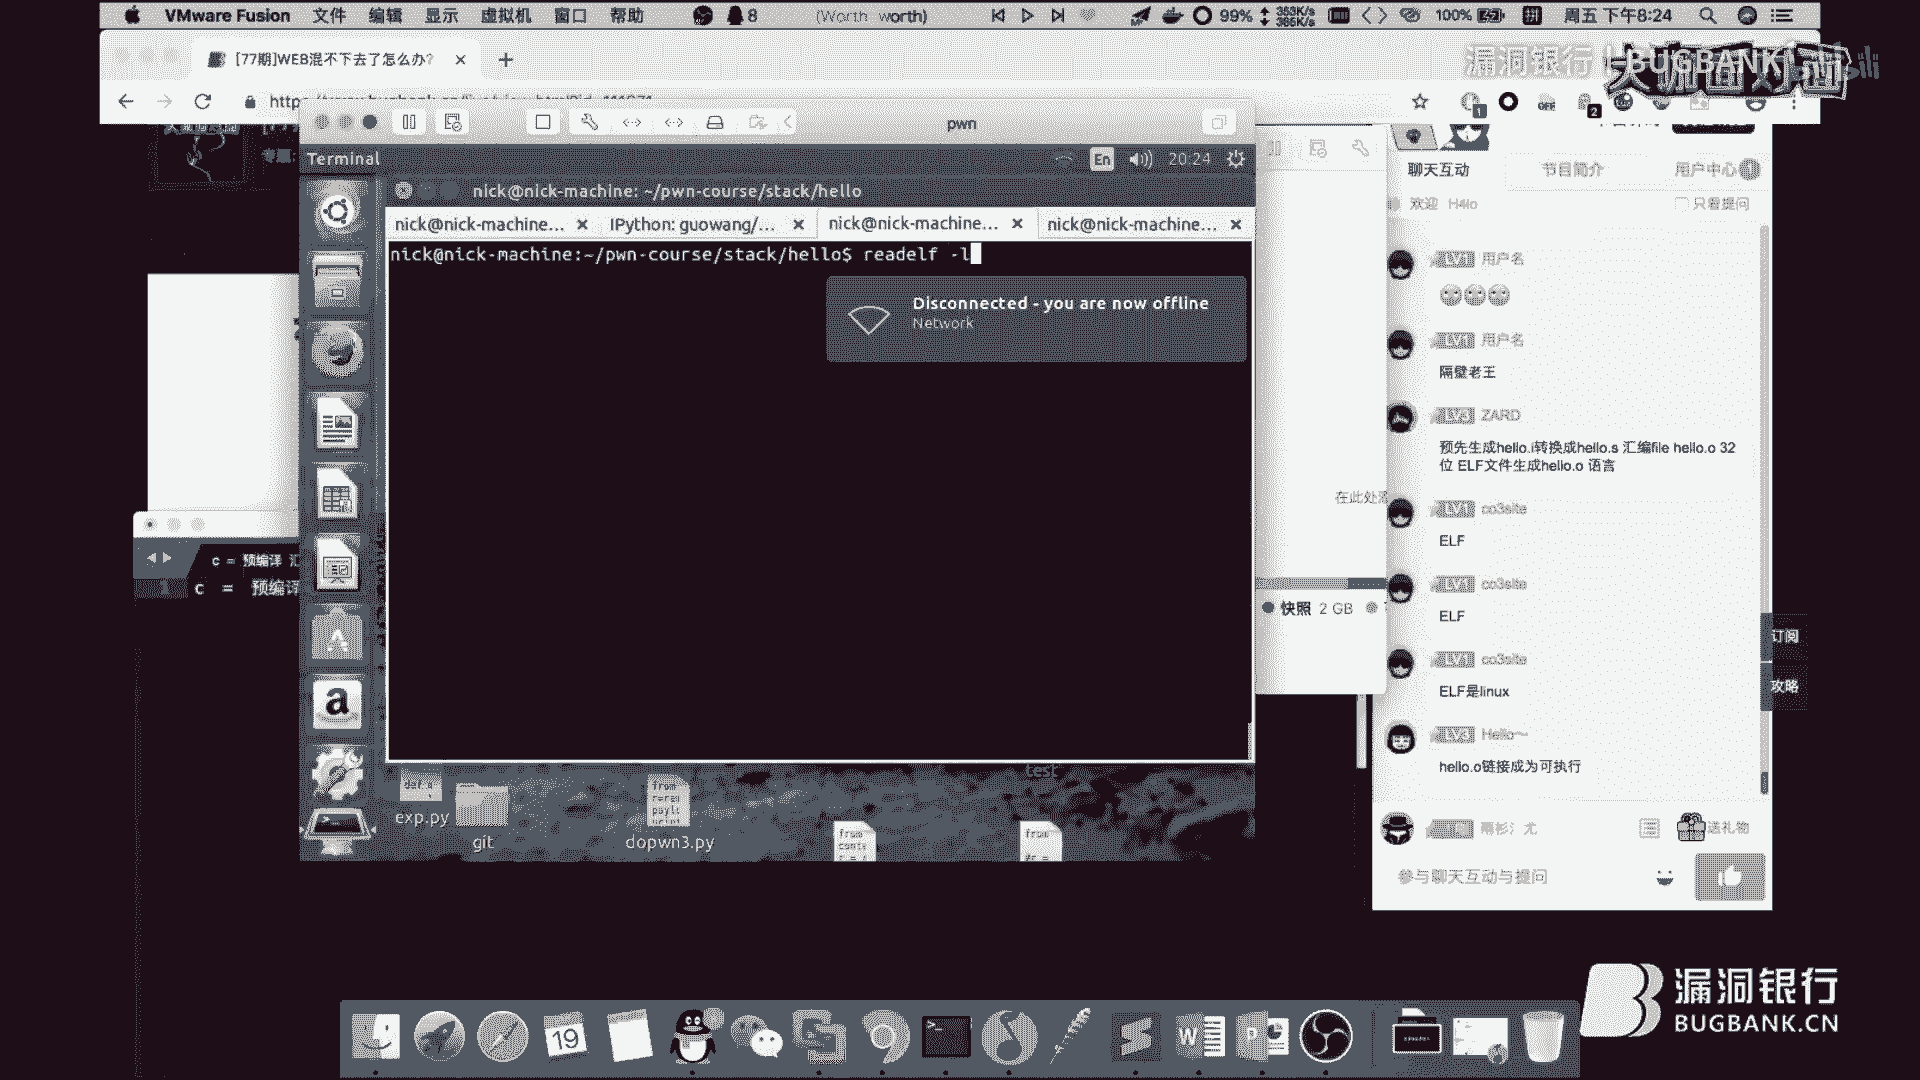 VMware Fusion 文件 编辑 显示 虚拟机 窗口 帮助 8 (Worth worth) 99% 353K/s 365K/s 100% 拼 周五 下午8:24
[77期]WEB混不下去了怎么办?
漏洞银行 | BUGBANK
大咖面对面
OFF
1
2
pwn
Terminal
En
20:24
nick@nick-machine: ~/pwn-course/stack/hello
nick@nick-machine...
IPython: guowang/...
nick@nick-machine...
nick@nick-machine...
nick@nick-machine:~/pwn-course/stack/hello$ readelf -l
Disconnected - you are now offline
Network
c = 预编译 汇
1 c = 预编译
在此处
快照 2 GB
exp.py
git
dopwn3.py
test
聊天互动
节目简介
用户中心
欢迎 H4lo
只看提问
LV1 用户名
LV1 用户名
隔壁老王
LV3 ZARD
预先生成hello.i转换成hello.s 汇编file hello.o 32
位 ELF文件生成hello.o 语言
LV1 co3site
ELF
LV1 co3site
ELF
LV1 co3site
ELF是linux
LV3 Hello～
hello.o链接成为可执行
送礼物
参与聊天互动与提问
订阅
攻略
19
漏洞银行
BUGBANK.CN